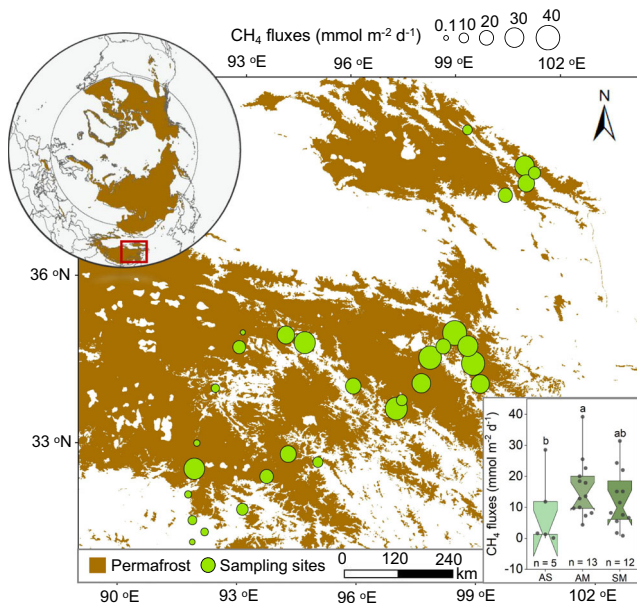 CH₄ fluxes (mmol m⁻² d⁻¹) 0.1 10 20 30 40
93 ºE 96 ºE 99 ºE 102 ºE
N
36 ºN
33 ºN
CH₄ fluxes (mmol m⁻² d⁻¹)
40
30
20
10
0
-10
b a ab
n = 5 n = 13 n = 12
AS AM SM
Permafrost Sampling sites 0 120 240
km
90 ºE 93 ºE 96 ºE 99 ºE